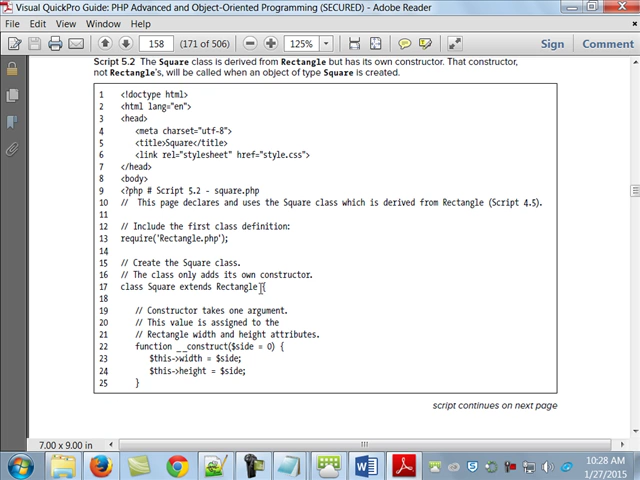 Visual QuickPro Guide: PHP Advanced and Object-Oriented Programming (SECURED) - Adobe Reader
File Edit View Window Help
158 (171 of 506) 125% Sign Comment
Script 5.2 The Square class is derived from Rectangle but has its own constructor. That constructor,
not Rectangle's, will be called when an object of type Square is created.
1 <!doctype html>
2 <html lang="en">
3 <head>
4 <meta charset="utf-8">
5 <title>Square</title>
6 <link rel="stylesheet" href="style.css">
7 </head>
8 <body>
9 <?php # Script 5.2 - square.php
10 // This page declares and uses the Square class which is derived from Rectangle (Script 4.5).
11
12 // Include the first class definition:
13 require('Rectangle.php');
14
15 // Create the Square class.
16 // The class only adds its own constructor.
17 class Square extends Rectangle {
18
19 // Constructor takes one argument.
20 // This value is assigned to the
21 // Rectangle width and height attributes.
22 function __construct($side = 0) {
23 $this->width = $side;
24 $this->height = $side;
25 }
script continues on next page
7.00 x 9.00 in
10:28 AM
1/27/2015